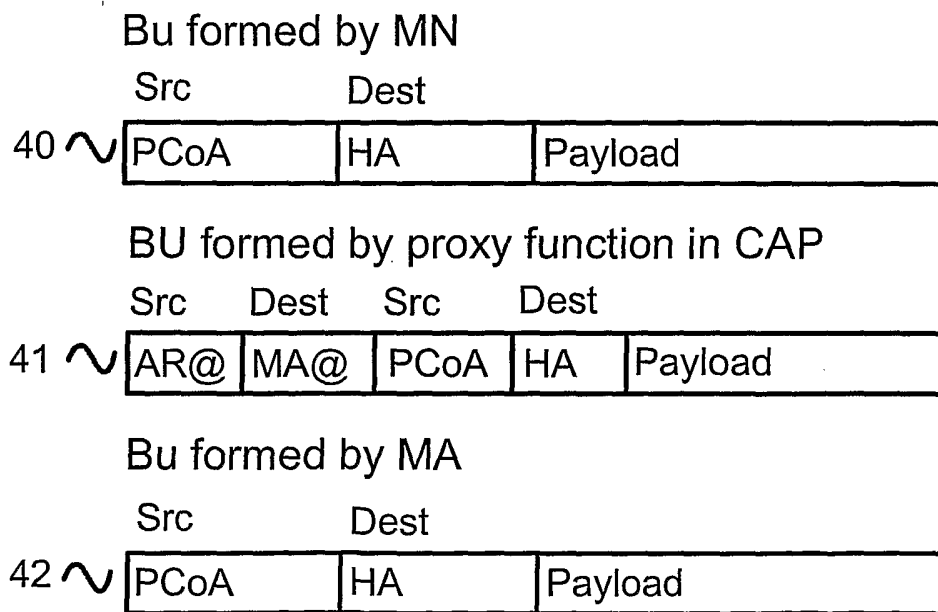 Bu formed by MN
Src Dest
40 PCoA HA Payload
BU formed by proxy function in CAP
Src Dest Src Dest
41 AR@ MA@ PCoA HA Payload
Bu formed by MA
Src Dest
42 PCoA HA Payload